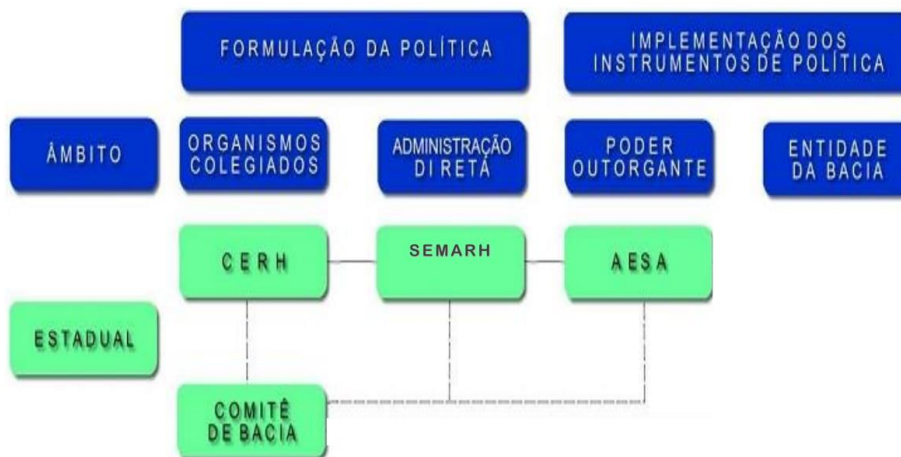 FORMULAÇÃO DA POLÍTICA
IMPLEMENTAÇÃO DOS
INSTRUMENTOS DE POLÍTICA
ÂMBITO
ORGANISMOS
COLEGIADOS
ADMINISTRAÇÃO
DIRETA
PODER
OUTORGANTE
ENTIDADE
DA BACIA
CERH
SEMARH
AESA
ESTADUAL
COMITÊ
DE BACIA